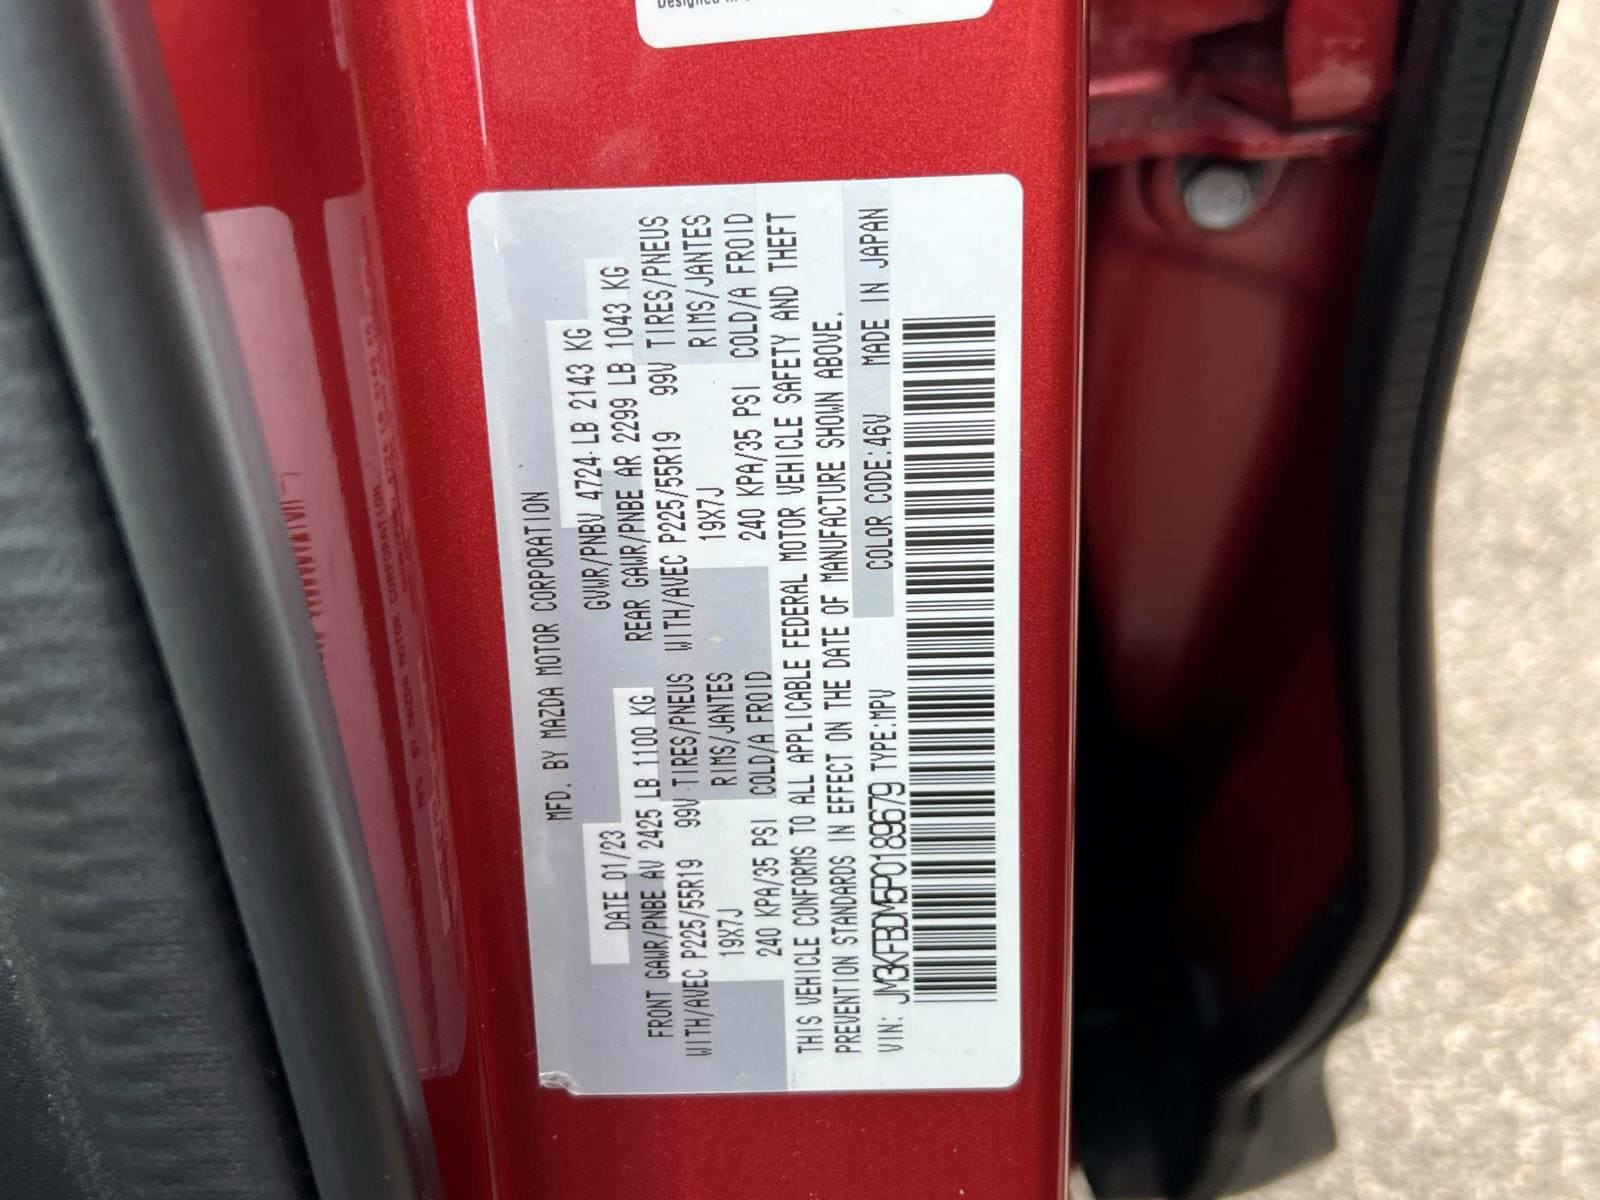 Designed in
MFD. BY MAZDA MOTOR CORPORATION
DATE 01/23 GVWR/PNBV 4724 LB 2143 KG
FRONT GAWR/PNBE AV 2425 LB 1100 KG REAR GAWR/PNBE AR 2299 LB 1043 KG
WITH/AVEC P225/55R19 99V TIRES/PNEUS WITH/AVEC P225/55R19 99V TIRES/PNEUS
19X7J RIMS/JANTES 19X7J RIMS/JANTES
240 KPA/35 PSI COLD/A FROID 240 KPA/35 PSI COLD/A FROID
THIS VEHICLE CONFORMS TO ALL APPLICABLE FEDERAL MOTOR VEHICLE SAFETY AND THEFT
PREVENTION STANDARDS IN EFFECT ON THE DATE OF MANUFACTURE SHOWN ABOVE.
VIN: JM3KFBDM5P0189679 TYPE:MPV COLOR CODE:46V MADE IN JAPAN